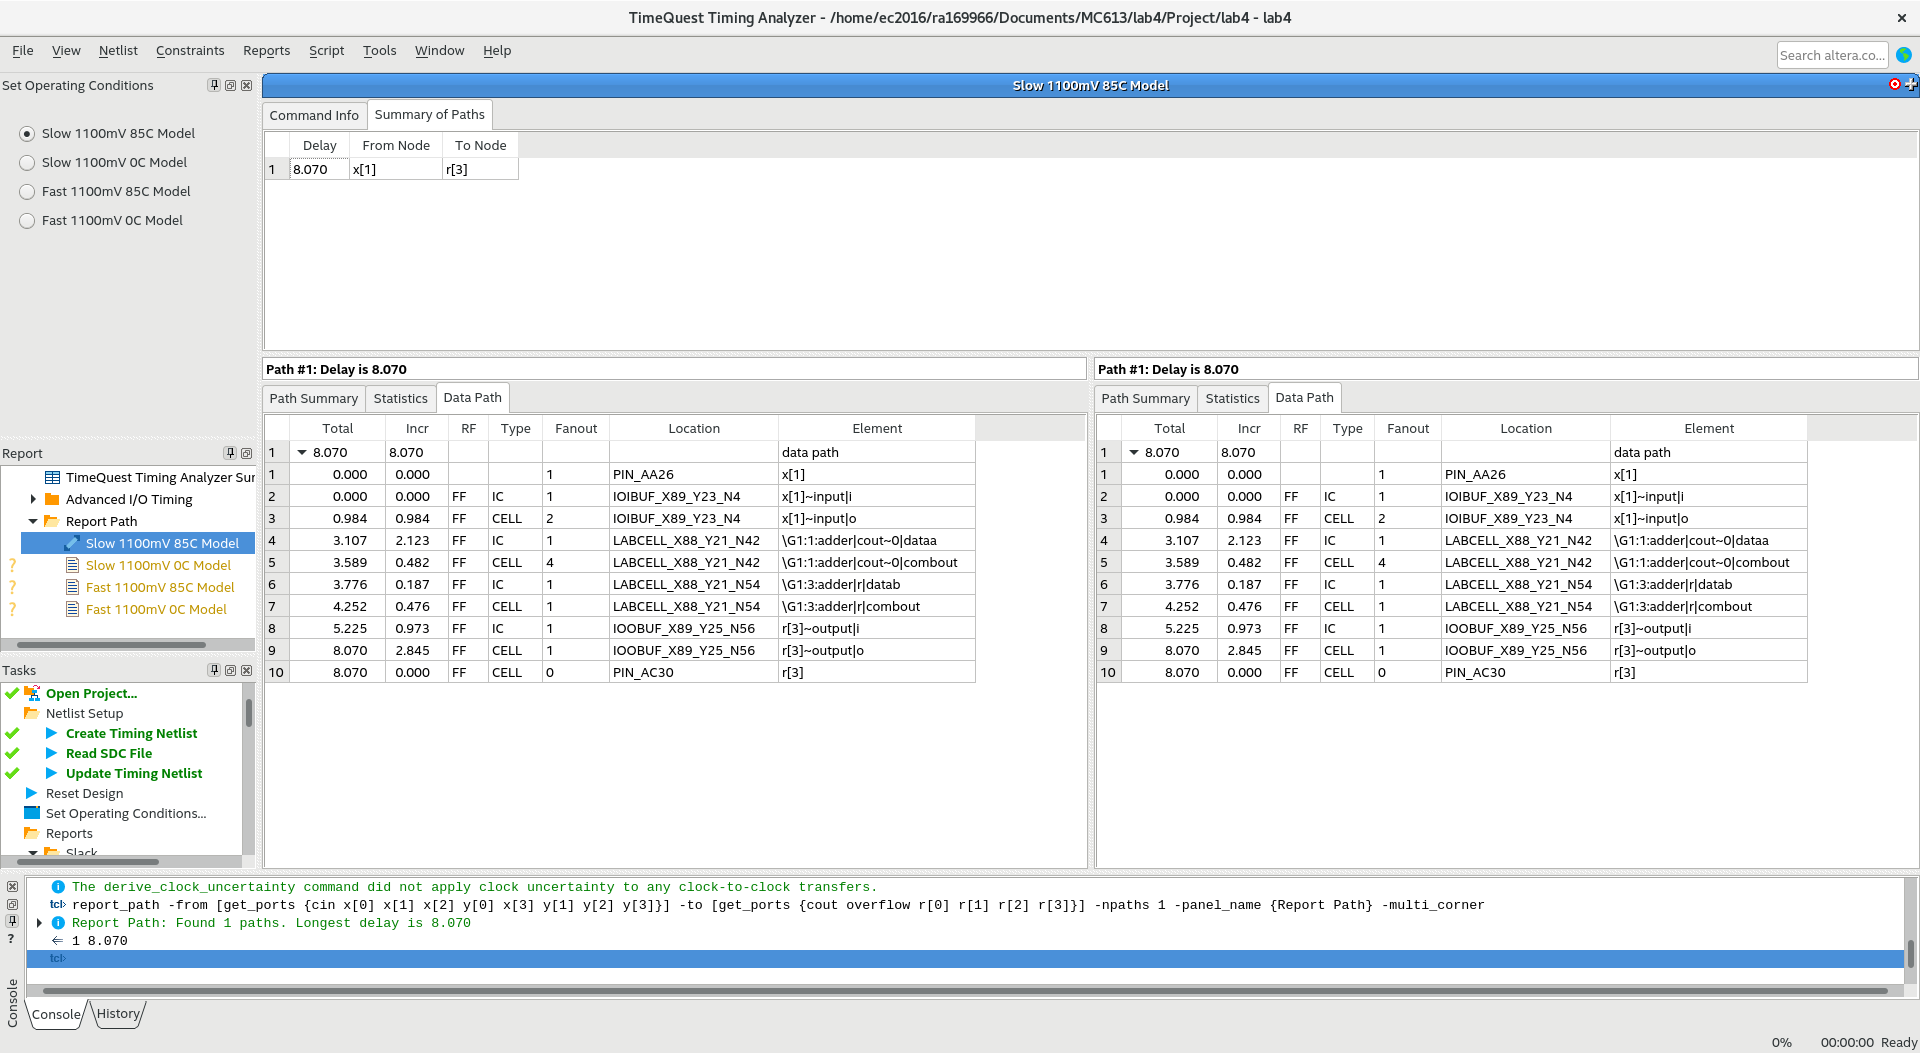 TimeQuest Timing Analyzer - /home/ec2016/ra169966/Documents/MC613/lab4/Project/lab4 - lab4
File View Netlist Constraints Reports Script Tools Window Help
Search altera.co...
Set Operating Conditions
Slow 1100mV 85C Model
Slow 1100mV 0C Model
Fast 1100mV 85C Model
Fast 1100mV 0C Model
Report
TimeQuest Timing Analyzer Sur
Advanced I/O Timing
Report Path
Slow 1100mV 85C Model
? Slow 1100mV 0C Model
? Fast 1100mV 85C Model
? Fast 1100mV 0C Model
Tasks
Open Project...
Netlist Setup
Create Timing Netlist
Read SDC File
Update Timing Netlist
Reset Design
Set Operating Conditions...
Reports
Slack
Slow 1100mV 85C Model
Command Info Summary of Paths
Delay From Node To Node
1 8.070 x[1] r[3]
Path #1: Delay is 8.070
Path Summary Statistics Data Path
Total Incr RF Type Fanout Location Element
1 8.070 8.070 data path
1 0.000 0.000 1 PIN_AA26 x[1]
2 0.000 0.000 FF IC 1 IOIBUF_X89_Y23_N4 x[1]~input|i
3 0.984 0.984 FF CELL 2 IOIBUF_X89_Y23_N4 x[1]~input|o
4 3.107 2.123 FF IC 1 LABCELL_X88_Y21_N42 \G1:1:adder|cout~0|dataa
5 3.589 0.482 FF CELL 4 LABCELL_X88_Y21_N42 \G1:1:adder|cout~0|combout
6 3.776 0.187 FF IC 1 LABCELL_X88_Y21_N54 \G1:3:adder|r|datab
7 4.252 0.476 FF CELL 1 LABCELL_X88_Y21_N54 \G1:3:adder|r|combout
8 5.225 0.973 FF IC 1 IOOBUF_X89_Y25_N56 r[3]~output|i
9 8.070 2.845 FF CELL 1 IOOBUF_X89_Y25_N56 r[3]~output|o
10 8.070 0.000 FF CELL 0 PIN_AC30 r[3]
Path #1: Delay is 8.070
Path Summary Statistics Data Path
Total Incr RF Type Fanout Location Element
1 8.070 8.070 data path
1 0.000 0.000 1 PIN_AA26 x[1]
2 0.000 0.000 FF IC 1 IOIBUF_X89_Y23_N4 x[1]~input|i
3 0.984 0.984 FF CELL 2 IOIBUF_X89_Y23_N4 x[1]~input|o
4 3.107 2.123 FF IC 1 LABCELL_X88_Y21_N42 \G1:1:adder|cout~0|dataa
5 3.589 0.482 FF CELL 4 LABCELL_X88_Y21_N42 \G1:1:adder|cout~0|combout
6 3.776 0.187 FF IC 1 LABCELL_X88_Y21_N54 \G1:3:adder|r|datab
7 4.252 0.476 FF CELL 1 LABCELL_X88_Y21_N54 \G1:3:adder|r|combout
8 5.225 0.973 FF IC 1 IOOBUF_X89_Y25_N56 r[3]~output|i
9 8.070 2.845 FF CELL 1 IOOBUF_X89_Y25_N56 r[3]~output|o
10 8.070 0.000 FF CELL 0 PIN_AC30 r[3]
The derive_clock_uncertainty command did not apply clock uncertainty to any clock-to-clock transfers.
tcl> report_path -from [get_ports {cin x[0] x[1] x[2] y[0] x[3] y[1] y[2] y[3]}] -to [get_ports {cout overflow r[0] r[1] r[2] r[3]}] -npaths 1 -panel_name {Report Path} -multi_corner
Report Path: Found 1 paths. Longest delay is 8.070
1 8.070
tcl>
?
Console
Console History
0% 00:00:00 Ready